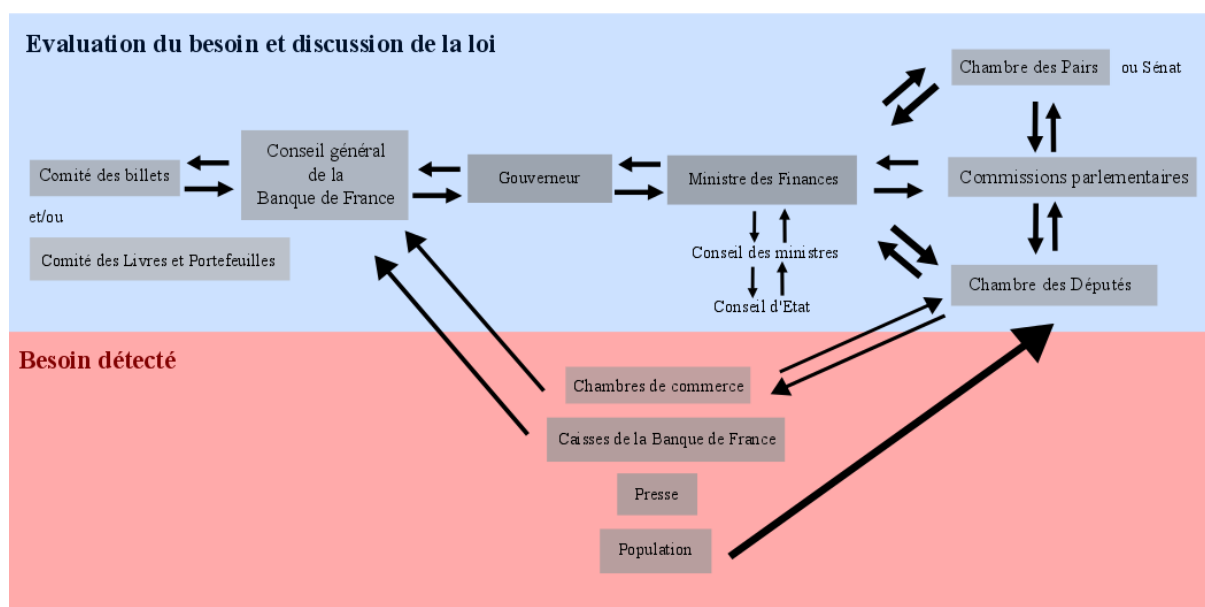 Evaluation du besoin et discussion de la loi
Chambre des Pairs
ou Sénat
Conseil général
de la
Banque de France
Comité des billets
Gouverneur
Ministre des Finances
Commissions parlementaires
et/ou
Comité des Livres et Portefeuilles
Conseil des ministres
Chambre des Députés
Conseil d'Etat
Besoin détecté
Chambres de commerce
Caisses de la Banque de France
Presse
Population